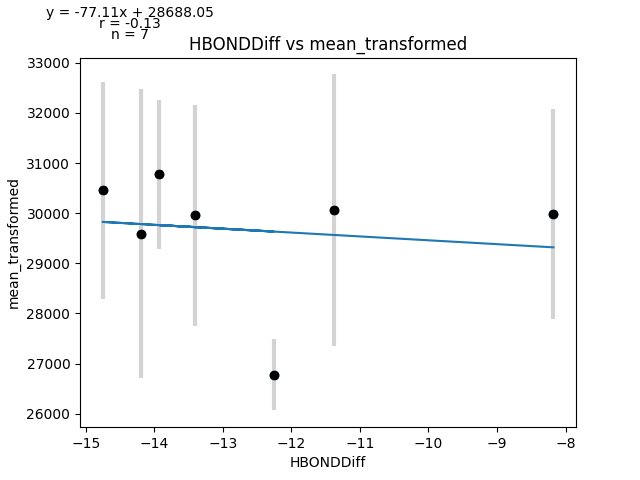 y = -77.11x + 28688.05
r = -0.13
n = 7
HBONDDiff vs mean_transformed
33000
32000
31000
30000
29000
28000
27000
26000
mean_transformed
−15
−14
−13
−12
−11
−10
−9
−8
HBONDDiff